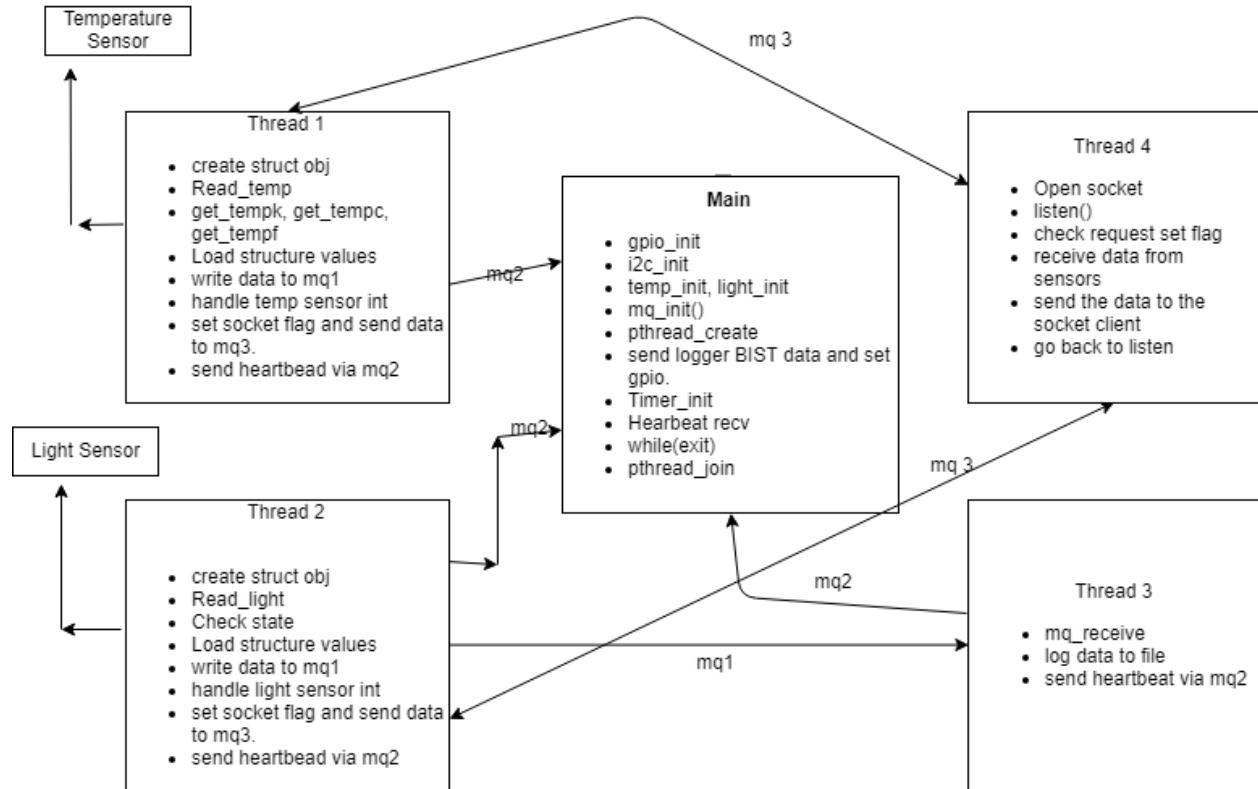 Temperature
Sensor
mq 3
Thread 1
• create struct obj
• Read_temp
• get_tempk, get_tempc,
get_tempf
• Load structure values
• write data to mq1
• handle temp sensor int
• set socket flag and send data
to mq3.
• send heartbead via mq2
mq2
Main
• gpio_init
• i2c_init
• temp_init, light_init
• mq_init()
• pthread_create
• send logger BIST data and set
gpio.
• Timer_init
• Hearbeat recv
• while(exit)
• pthread_join
Thread 4
• Open socket
• listen()
• check request set flag
• receive data from
sensors
• send the data to the
socket client
• go back to listen
Light Sensor
mq2
mq 3
Thread 2
• create struct obj
• Read_light
• Check state
• Load structure values
• write data to mq1
• handle light sensor int
• set socket flag and send data
to mq3.
• send heartbead via mq2
mq2
mq1
Thread 3
• mq_receive
• log data to file
• send heartbeat via mq2